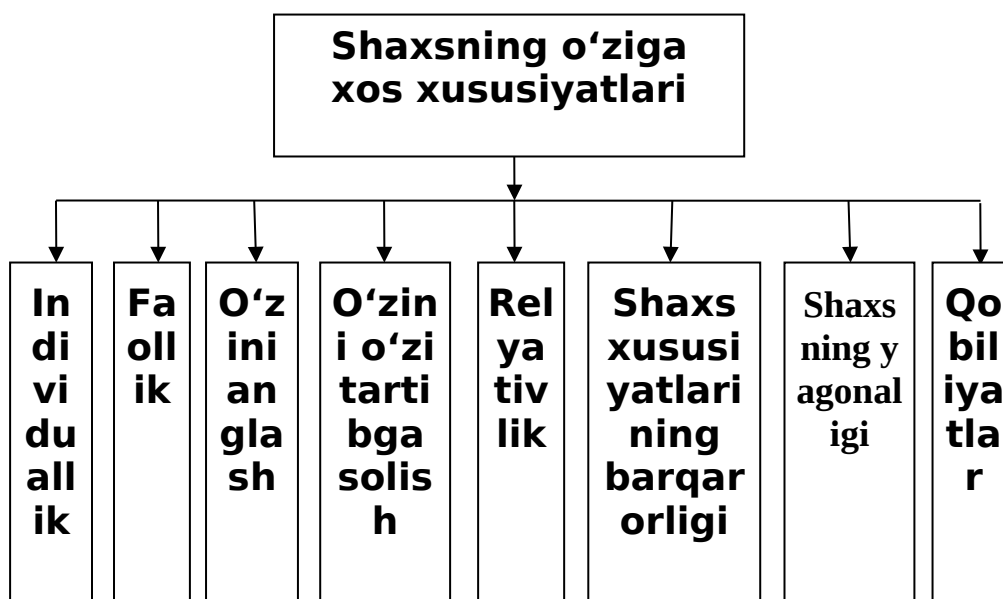 Shaxsning o‘ziga
xos xususiyatlari
In
di
vi
du
all
ik
Fa
oll
ik
O‘z
ini
an
gla
sh
O‘zin
i o‘zi
tarti
bga
solis
h
Rel
ya
tiv
lik
Shaxs
xususi
yatlari
ning
barqar
orligi
Shaxs
ning y
agonal
igi
Qo
bil
iya
tla
r